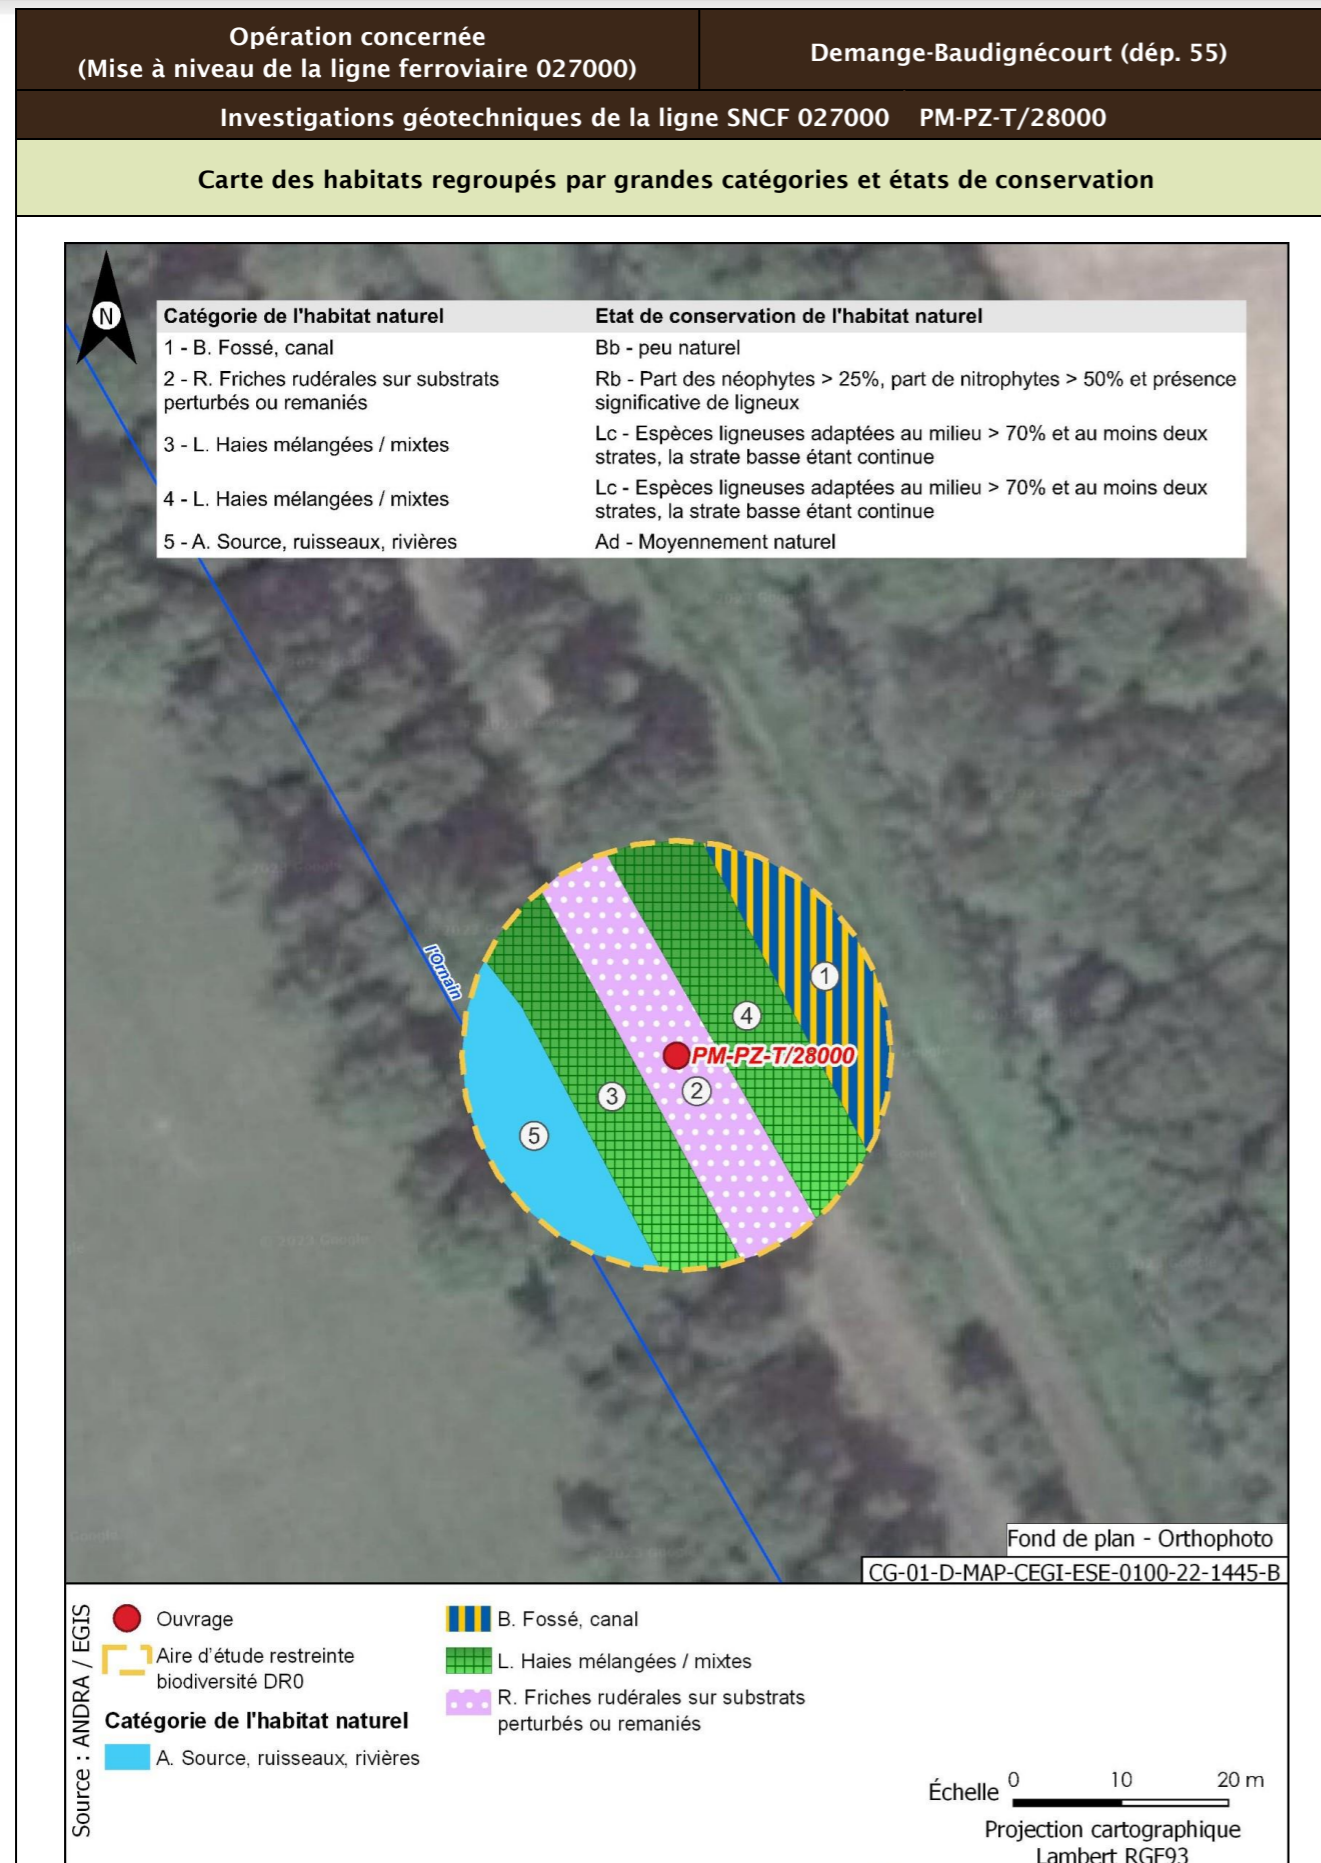 Opération concernée
(Mise à niveau de la ligne ferroviaire 027000)
Demange-Baudignécourt (dép. 55)
Investigations géotechniques de la ligne SNCF 027000 PM-PZ-T/28000
Carte des habitats regroupés par grandes catégories et états de conservation
N
Catégorie de l'habitat naturel
Etat de conservation de l'habitat naturel
1 - B. Fossé, canal
Bb - peu naturel
2 - R. Friches rudérales sur substrats
perturbés ou remaniés
Rb - Part des néophytes > 25%, part de nitrophytes > 50% et présence
significative de ligneux
3 - L. Haies mélangées / mixtes
Lc - Espèces ligneuses adaptées au milieu > 70% et au moins deux
strates, la strate basse étant continue
4 - L. Haies mélangées / mixtes
Lc - Espèces ligneuses adaptées au milieu > 70% et au moins deux
strates, la strate basse étant continue
5 - A. Source, ruisseaux, rivières
Ad - Moyennement naturel
l'Ornain
1
4
PM-PZ-T/28000
2
3
5
© 2023 Google
Fond de plan - Orthophoto
CG-01-D-MAP-CEGI-ESE-0100-22-1445-B
Source : ANDRA / EGIS
Ouvrage
Aire d'étude restreinte
biodiversité DR0
Catégorie de l'habitat naturel
A. Source, ruisseaux, rivières
B. Fossé, canal
L. Haies mélangées / mixtes
R. Friches rudérales sur substrats
perturbés ou remaniés
Échelle 0 10 20 m
Projection cartographique
Lambert RGF93